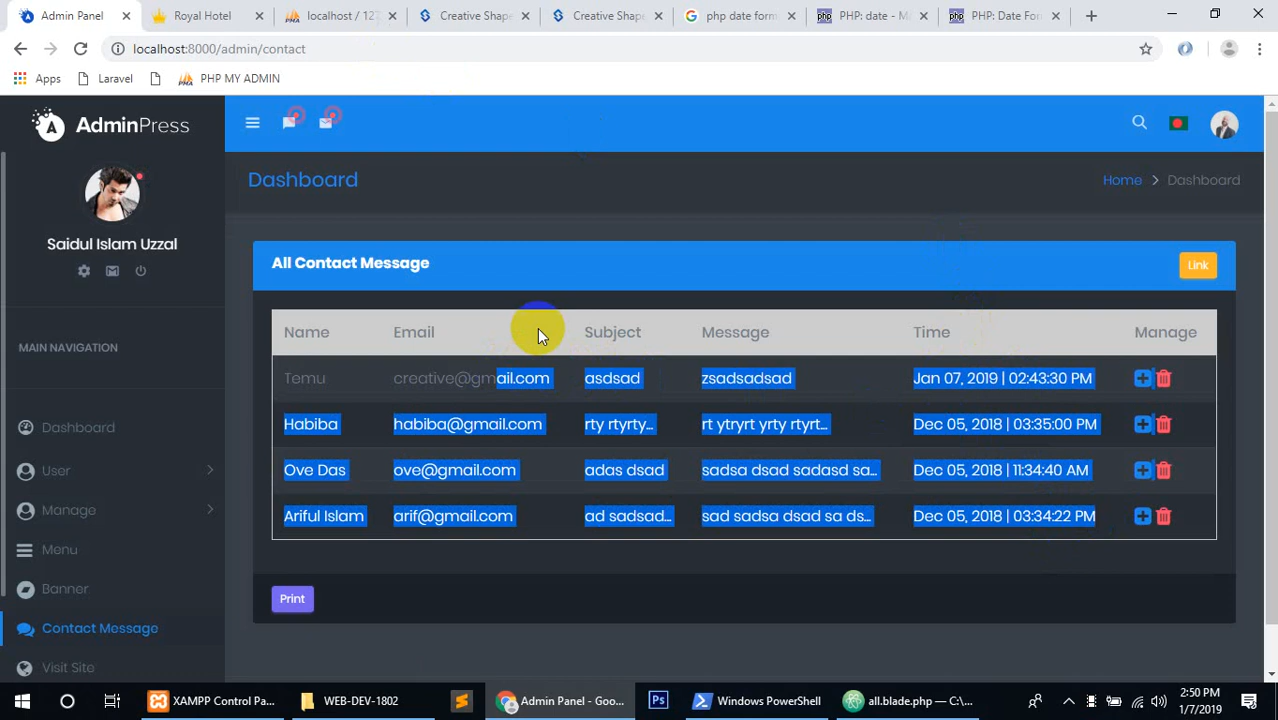 Admin Panel
Royal Hotel
localhost / 127
Creative Shape
Creative Shape
php date form
PHP: date - Ma
PHP: Date For
localhost:8000/admin/contact
Apps
Laravel
PHP MY ADMIN
AdminPress
Saidul Islam Uzzal
MAIN NAVIGATION
Dashboard
User
Manage
Menu
Banner
Contact Message
Visit Site
Dashboard
Home > Dashboard
All Contact Message
Link
Name Email Subject Message Time Manage
Temu creative@gmail.com asdsad zsadsadsad Jan 07, 2019 | 02:43:30 PM
Habiba habiba@gmail.com rty rtyrty... rt ytryrt yrty rtyrt... Dec 05, 2018 | 03:35:00 PM
Ove Das ove@gmail.com adas dsad sadsa dsad sadasd sa... Dec 05, 2018 | 11:34:40 AM
Ariful Islam arif@gmail.com ad sadsad... sad sadsa dsad sa ds... Dec 05, 2018 | 03:34:22 PM
Print
XAMPP Control Pa...
WEB-DEV-1802
Admin Panel - Goo...
Ps
Windows PowerShell
all.blade.php — C:\...
2:50 PM
1/7/2019